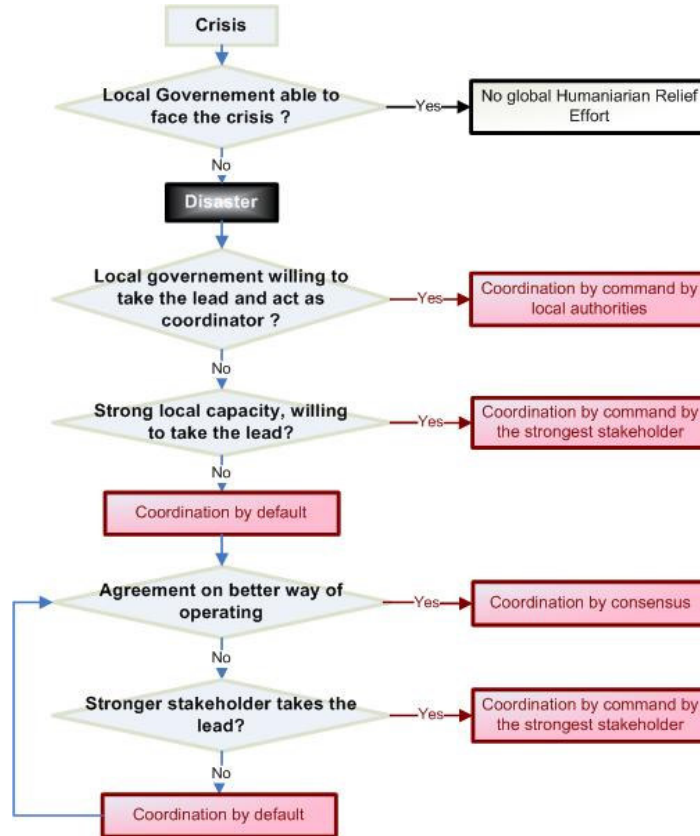 Crisis
Local Governement able to
face the crisis ?
Yes
No global Humaniarian Relief
Effort
No
Disaster
Local governement willing to
take the lead and act as
coordinator ?
Yes
Coordination by command by
local authorities
No
Strong local capacity, willing
to take the lead?
Yes
Coordination by command by
the strongest stakeholder
No
Coordination by default
Agreement on better way of
operating
Yes
Coordination by consensus
No
Stronger stakeholder takes the
lead?
Yes
Coordination by command by
the strongest stakeholder
No
Coordination by default